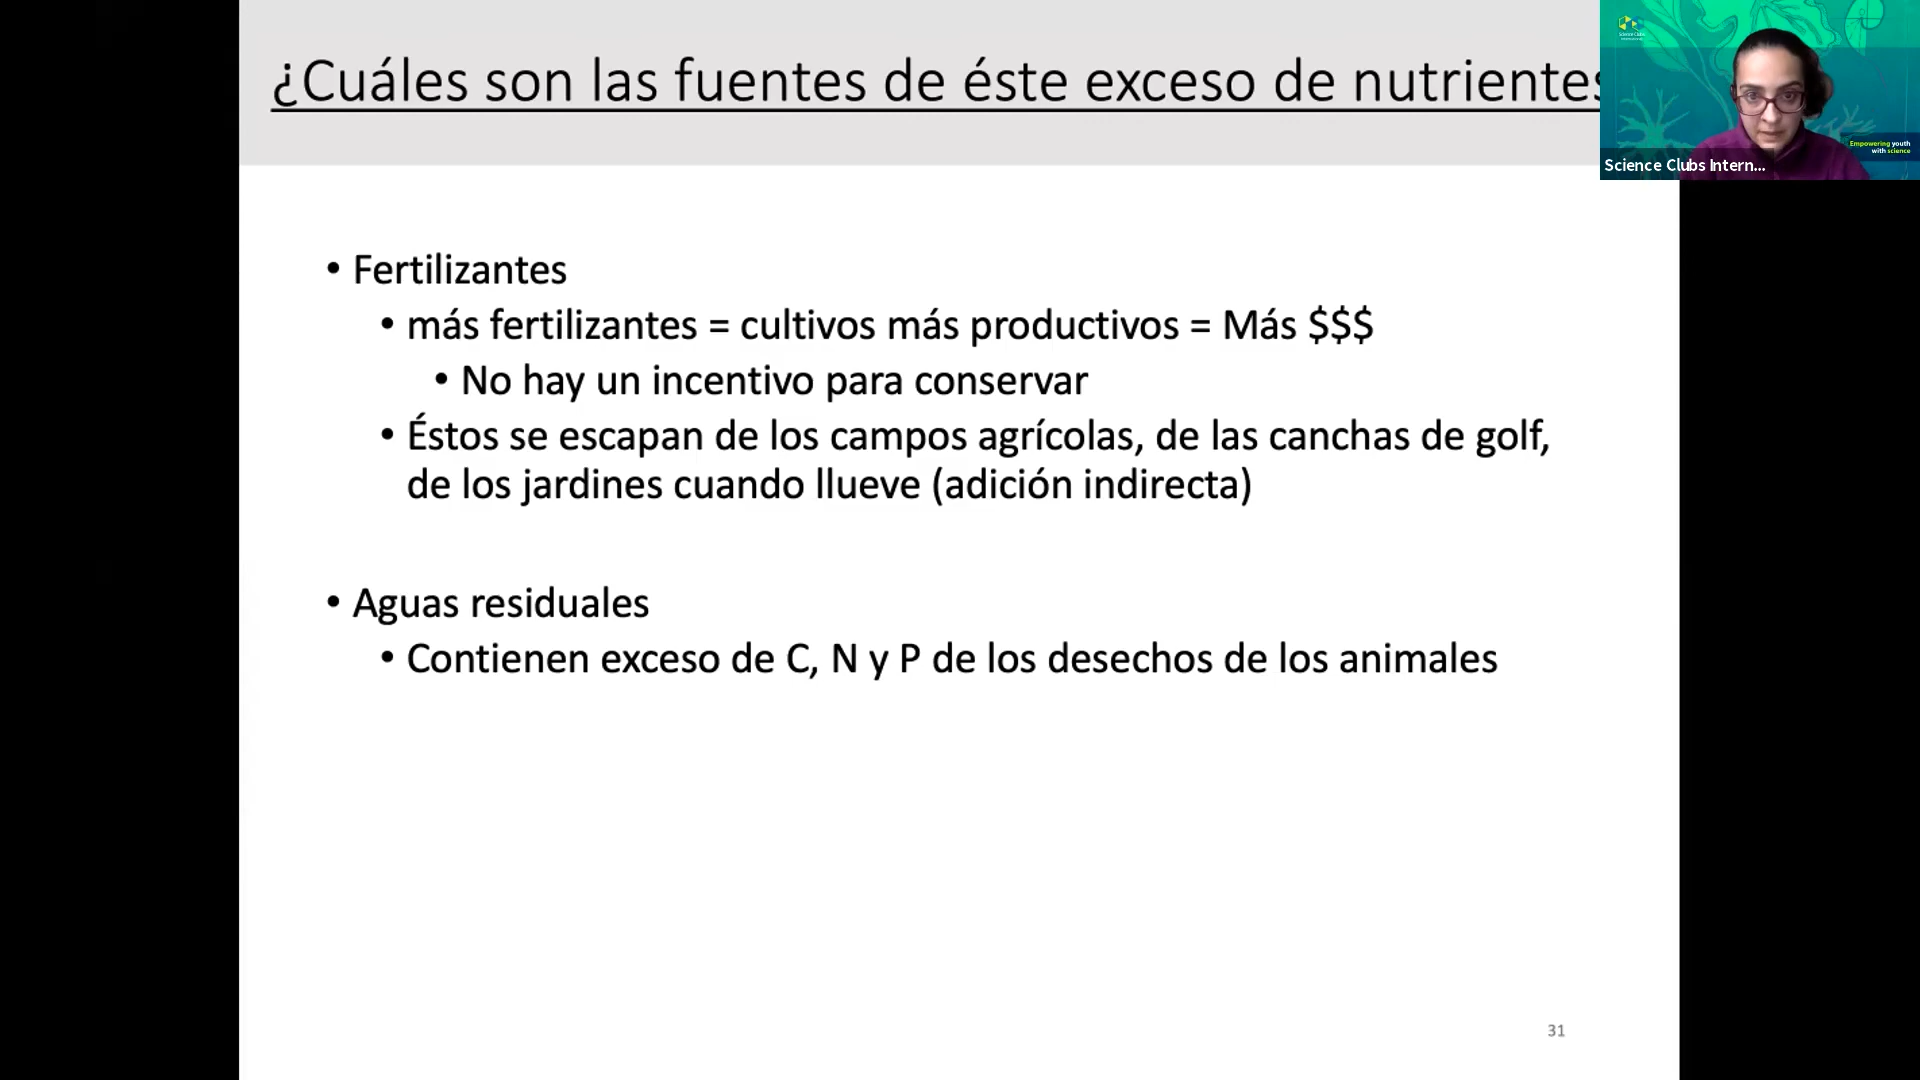 ¿Cuáles son las fuentes de éste exceso de nutrientes
• Fertilizantes
• más fertilizantes = cultivos más productivos = Más $$$
• No hay un incentivo para conservar
• Éstos se escapan de los campos agrícolas, de las canchas de golf,
de los jardines cuando llueve (adición indirecta)
• Aguas residuales
• Contienen exceso de C, N y P de los desechos de los animales
31
Empowering youth
with science
Science Clubs Intern...